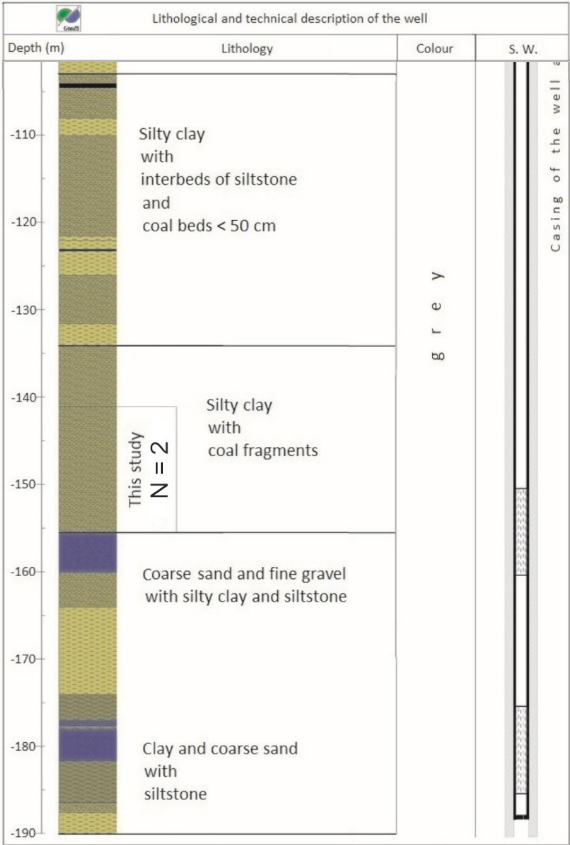 Lithological and technical description of the well
Depth (m)
Lithology
Colour
S. W.
-110
-120
-130
-140
-150
-160
-170
-180
-190
Silty clay
with
interbeds of siltstone
and
coal beds < 50 cm
Silty clay
with
coal fragments
This study
N = 2
Coarse sand and fine gravel
with silty clay and siltstone
Clay and coarse sand
with
siltstone
grey
Casing of the well